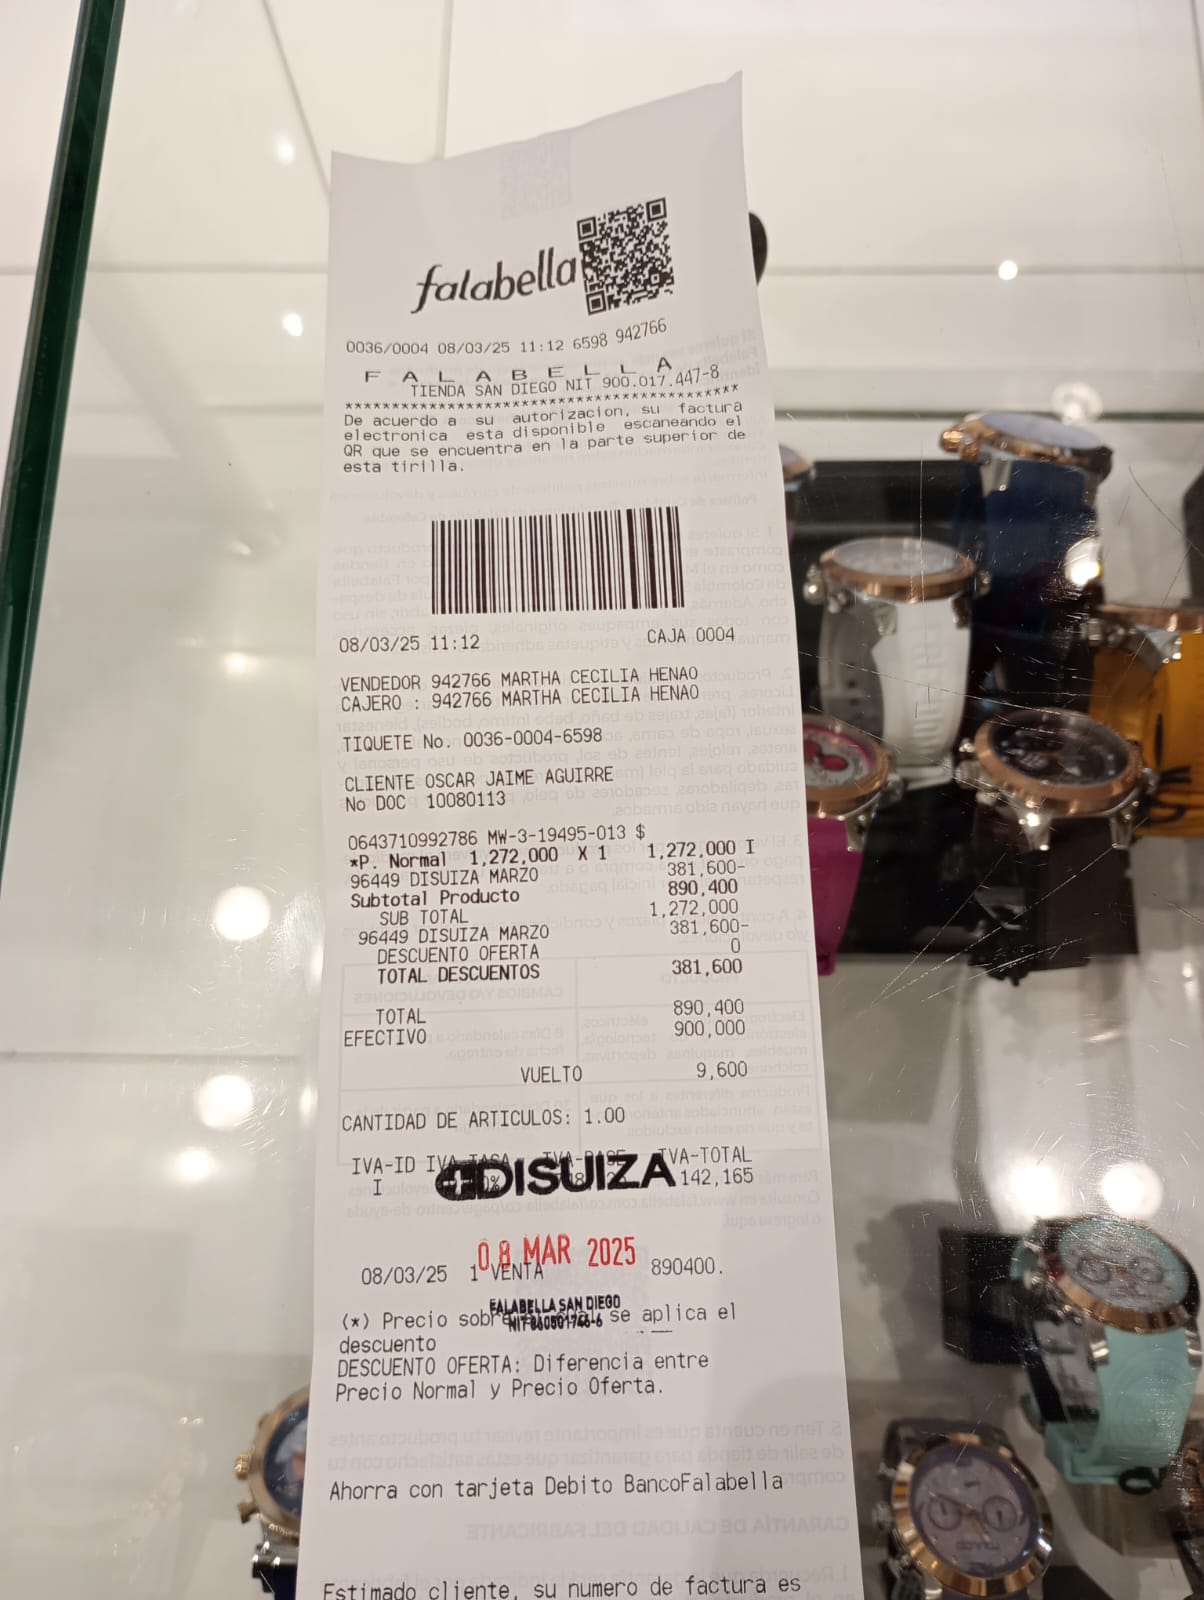 falabella
0036/0004 08/03/25 11:12 6598 942766
F A L A B E L L A
TIENDA SAN DIEGO NIT 900.017.447-8
****************************************
De acuerdo a su autorizacion, su factura
electronica esta disponible escaneando el
QR que se encuentra en la parte superior de
esta tirilla.
08/03/25 11:12 CAJA 0004
VENDEDOR 942766 MARTHA CECILIA HENAO
CAJERO : 942766 MARTHA CECILIA HENAO
TIQUETE No. 0036-0004-6598
CLIENTE OSCAR JAIME AGUIRRE
No DOC 10080113
0643710992786 MW-3-19495-013 $
*P. Normal 1,272,000 X 1 1,272,000 I
96449 DISUIZA MARZO 381,600-
Subtotal Producto 890,400
SUB TOTAL 1,272,000
96449 DISUIZA MARZO 381,600-
DESCUENTO OFERTA 0
TOTAL DESCUENTOS 381,600
TOTAL 890,400
EFECTIVO 900,000
VUELTO 9,600
CANTIDAD DE ARTICULOS: 1.00
IVA-ID IVA-TASA IVA-BASE IVA-TOTAL
I 142,165
DISUIZA
08 MAR 2025
08/03/25 1 VENTA 890400.
FALABELLA SAN DIEGO
(*) Precio sobre se aplica el
descuento
DESCUENTO OFERTA: Diferencia entre
Precio Normal y Precio Oferta.
Ahorra con tarjeta Debito BancoFalabella
Estimado cliente, su numero de factura es